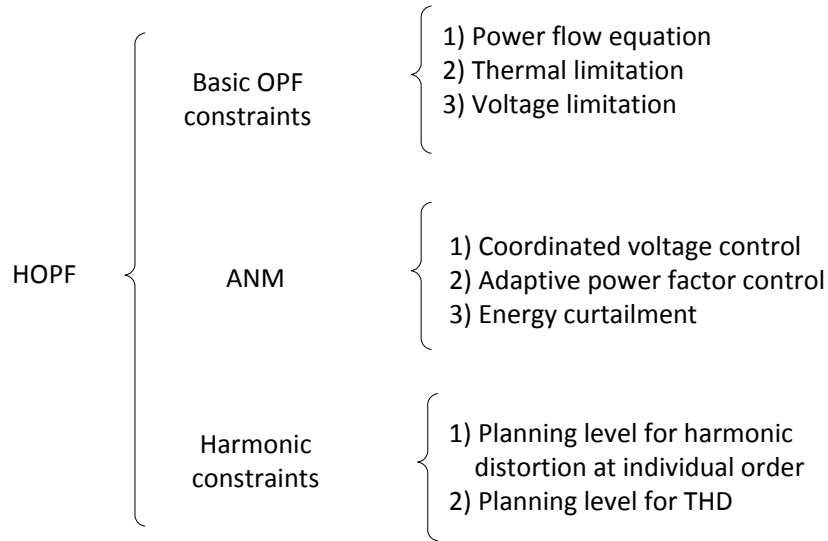 HOPF
Basic OPF
constraints
1) Power flow equation
2) Thermal limitation
3) Voltage limitation
ANM
1) Coordinated voltage control
2) Adaptive power factor control
3) Energy curtailment
Harmonic
constraints
1) Planning level for harmonic
distortion at individual order
2) Planning level for THD